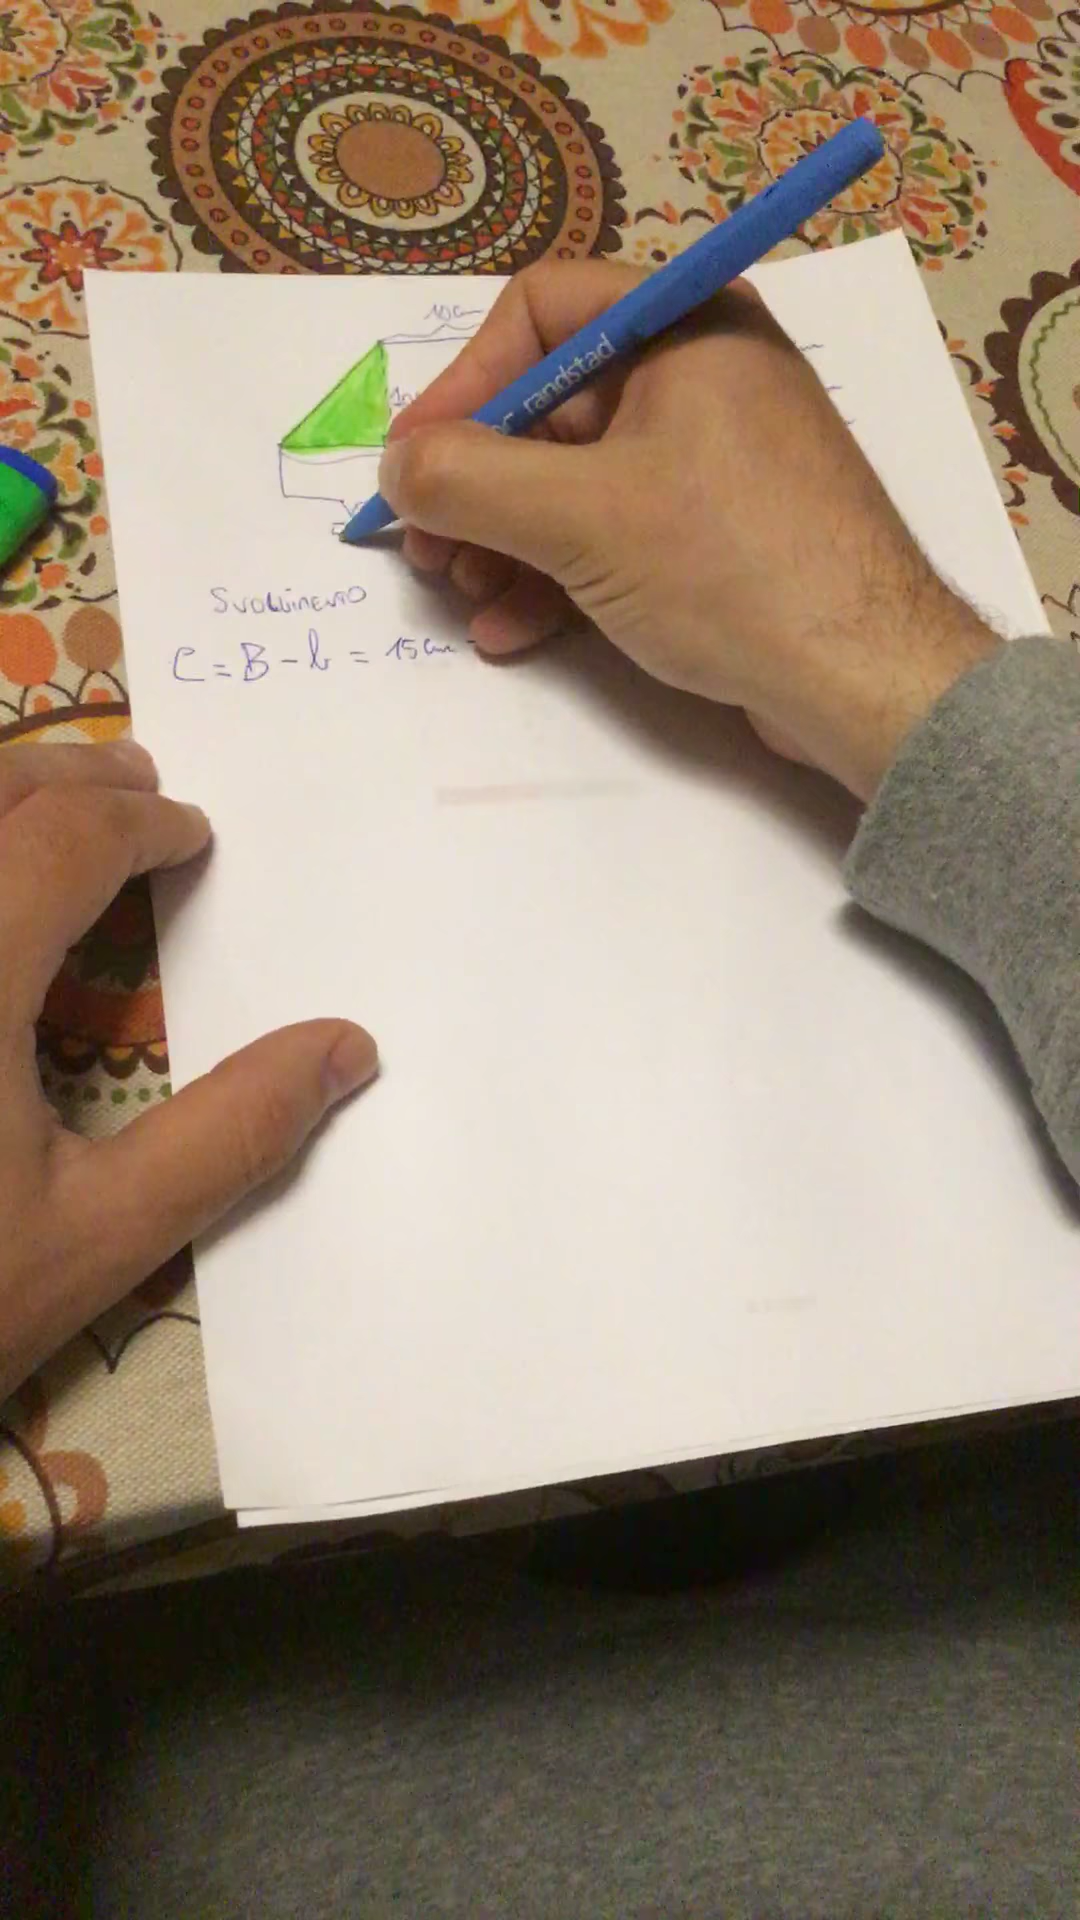 10cm
randstad
SVOLGIMENTO
C = B - b = 15cm -